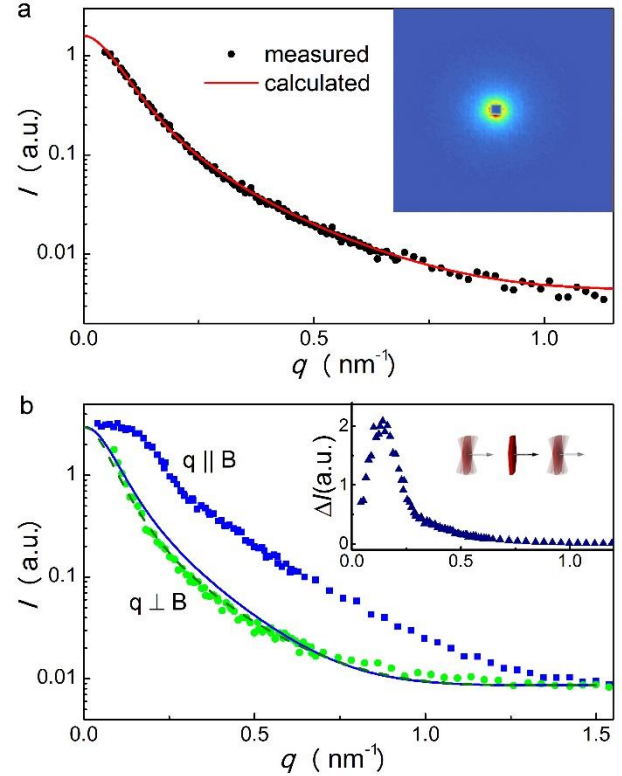 a
measured
calculated
1
0.1
0.01
I (a.u.)
0.0 0.5 1.0
q ( nm⁻¹ )
b
q || B
q ⊥ B
1
0.1
0.01
I (a.u.)
0.0 0.5 1.0 1.5
q ( nm⁻¹ )
2
1
0
ΔI(a.u.)
0.5 1.0